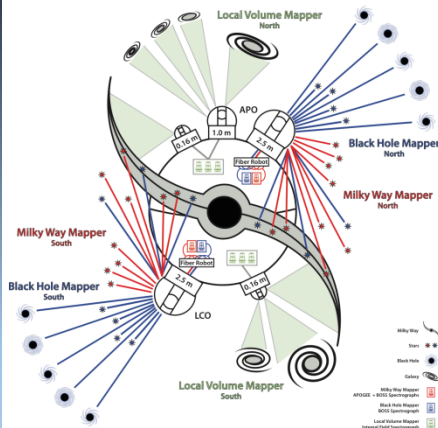 Local Volume Mapper
North
APO
0.16 m
1.0 m
2.5 m
Fiber Robot
Black Hole Mapper
North
Milky Way Mapper
North
Milky Way Mapper
South
Black Hole Mapper
South
Fiber Robot
2.5 m
0.16 m
LCO
Local Volume Mapper
South
Milky Way
Stars
Black Hole
Galaxy
Milky Way Mapper
APOGEE + BOSS Spectrographs
Black Hole Mapper
BOSS Spectrograph
Local Volume Mapper
Integral Field Spectrograph